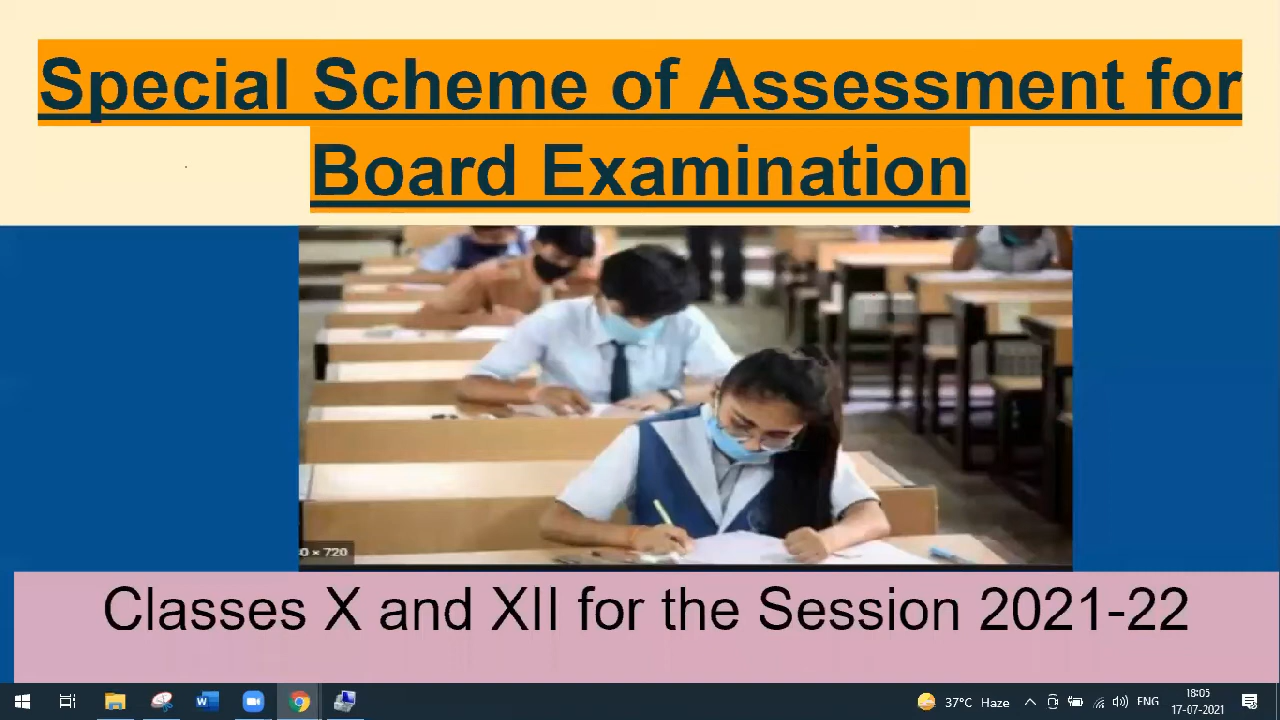 Special Scheme of Assessment for
Board Examination
0 × 720
Classes X and XII for the Session 2021-22
37°C Haze
ENG
18:05
17-07-2021